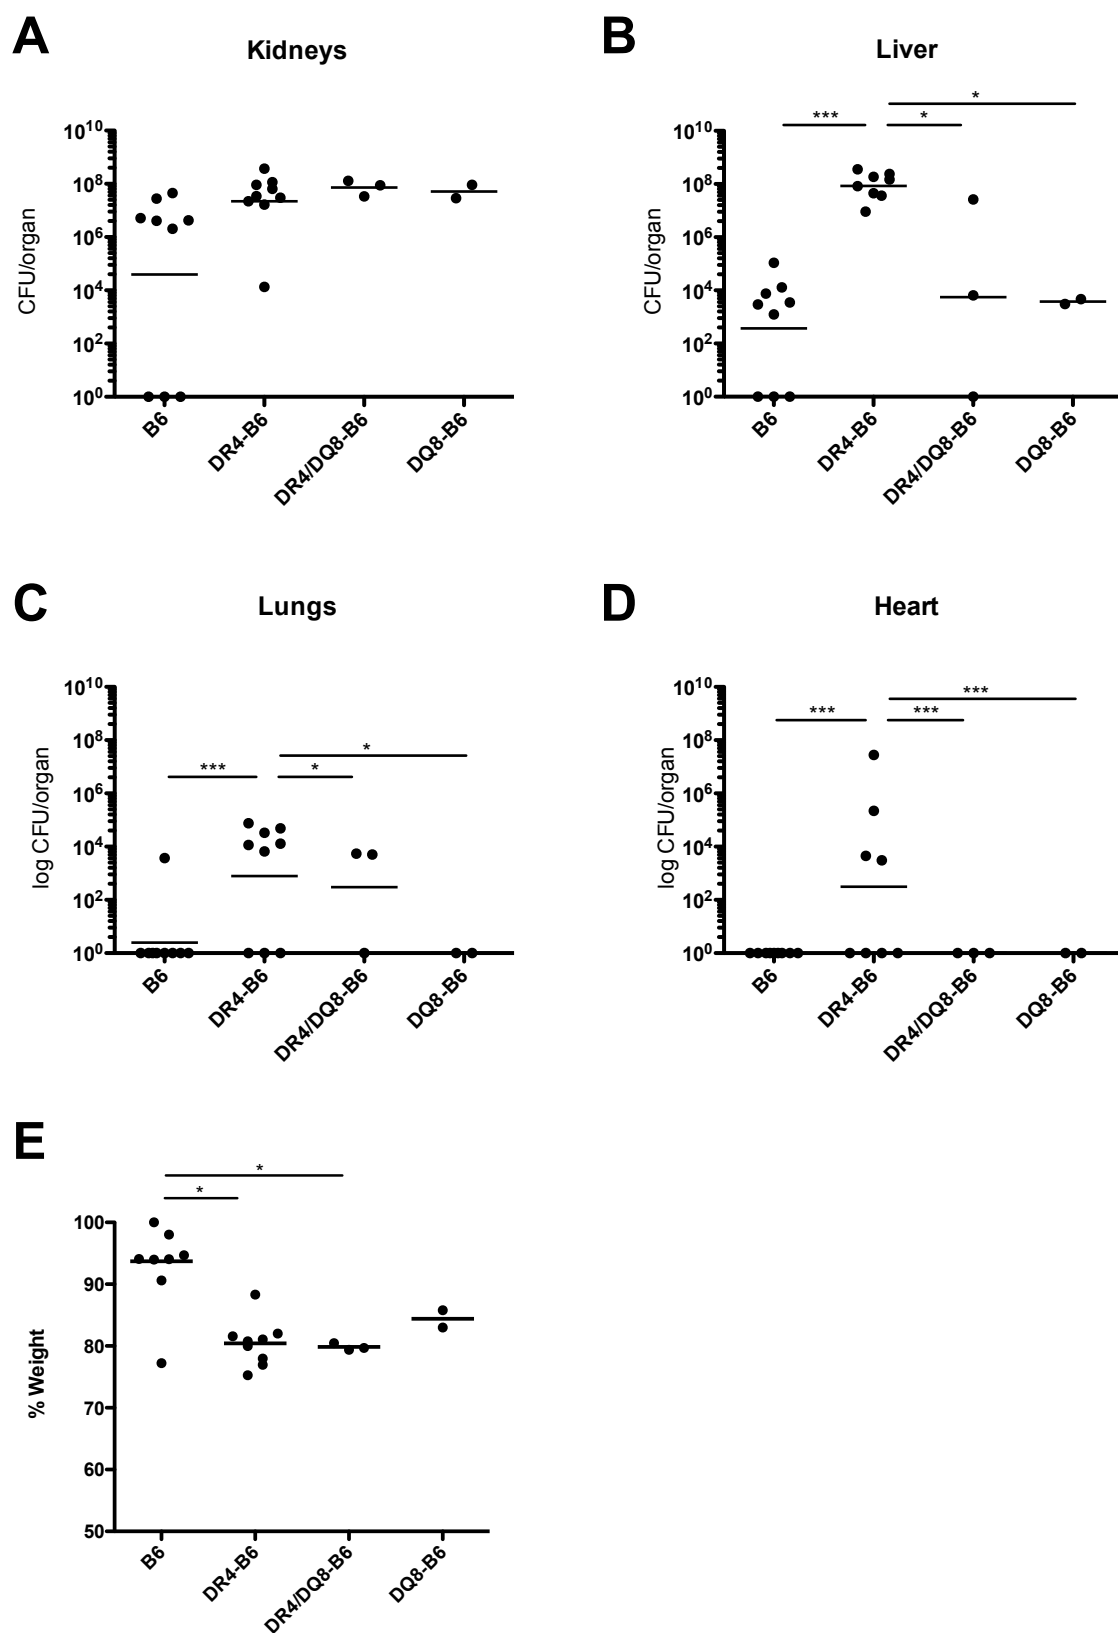 A
Kidneys
CFU/organ
10^10
10^8
10^6
10^4
10^2
10^0
B6
DR4-B6
DR4/DQ8-B6
DQ8-B6
B
Liver
*
*** *
CFU/organ
10^10
10^8
10^6
10^4
10^2
10^0
B6
DR4-B6
DR4/DQ8-B6
DQ8-B6
C
Lungs
*
*** *
log CFU/organ
10^10
10^8
10^6
10^4
10^2
10^0
B6
DR4-B6
DR4/DQ8-B6
DQ8-B6
D
Heart
***
*** ***
log CFU/organ
10^10
10^8
10^6
10^4
10^2
10^0
B6
DR4-B6
DR4/DQ8-B6
DQ8-B6
E
*
*
% Weight
100
90
80
70
60
50
B6
DR4-B6
DR4/DQ8-B6
DQ8-B6